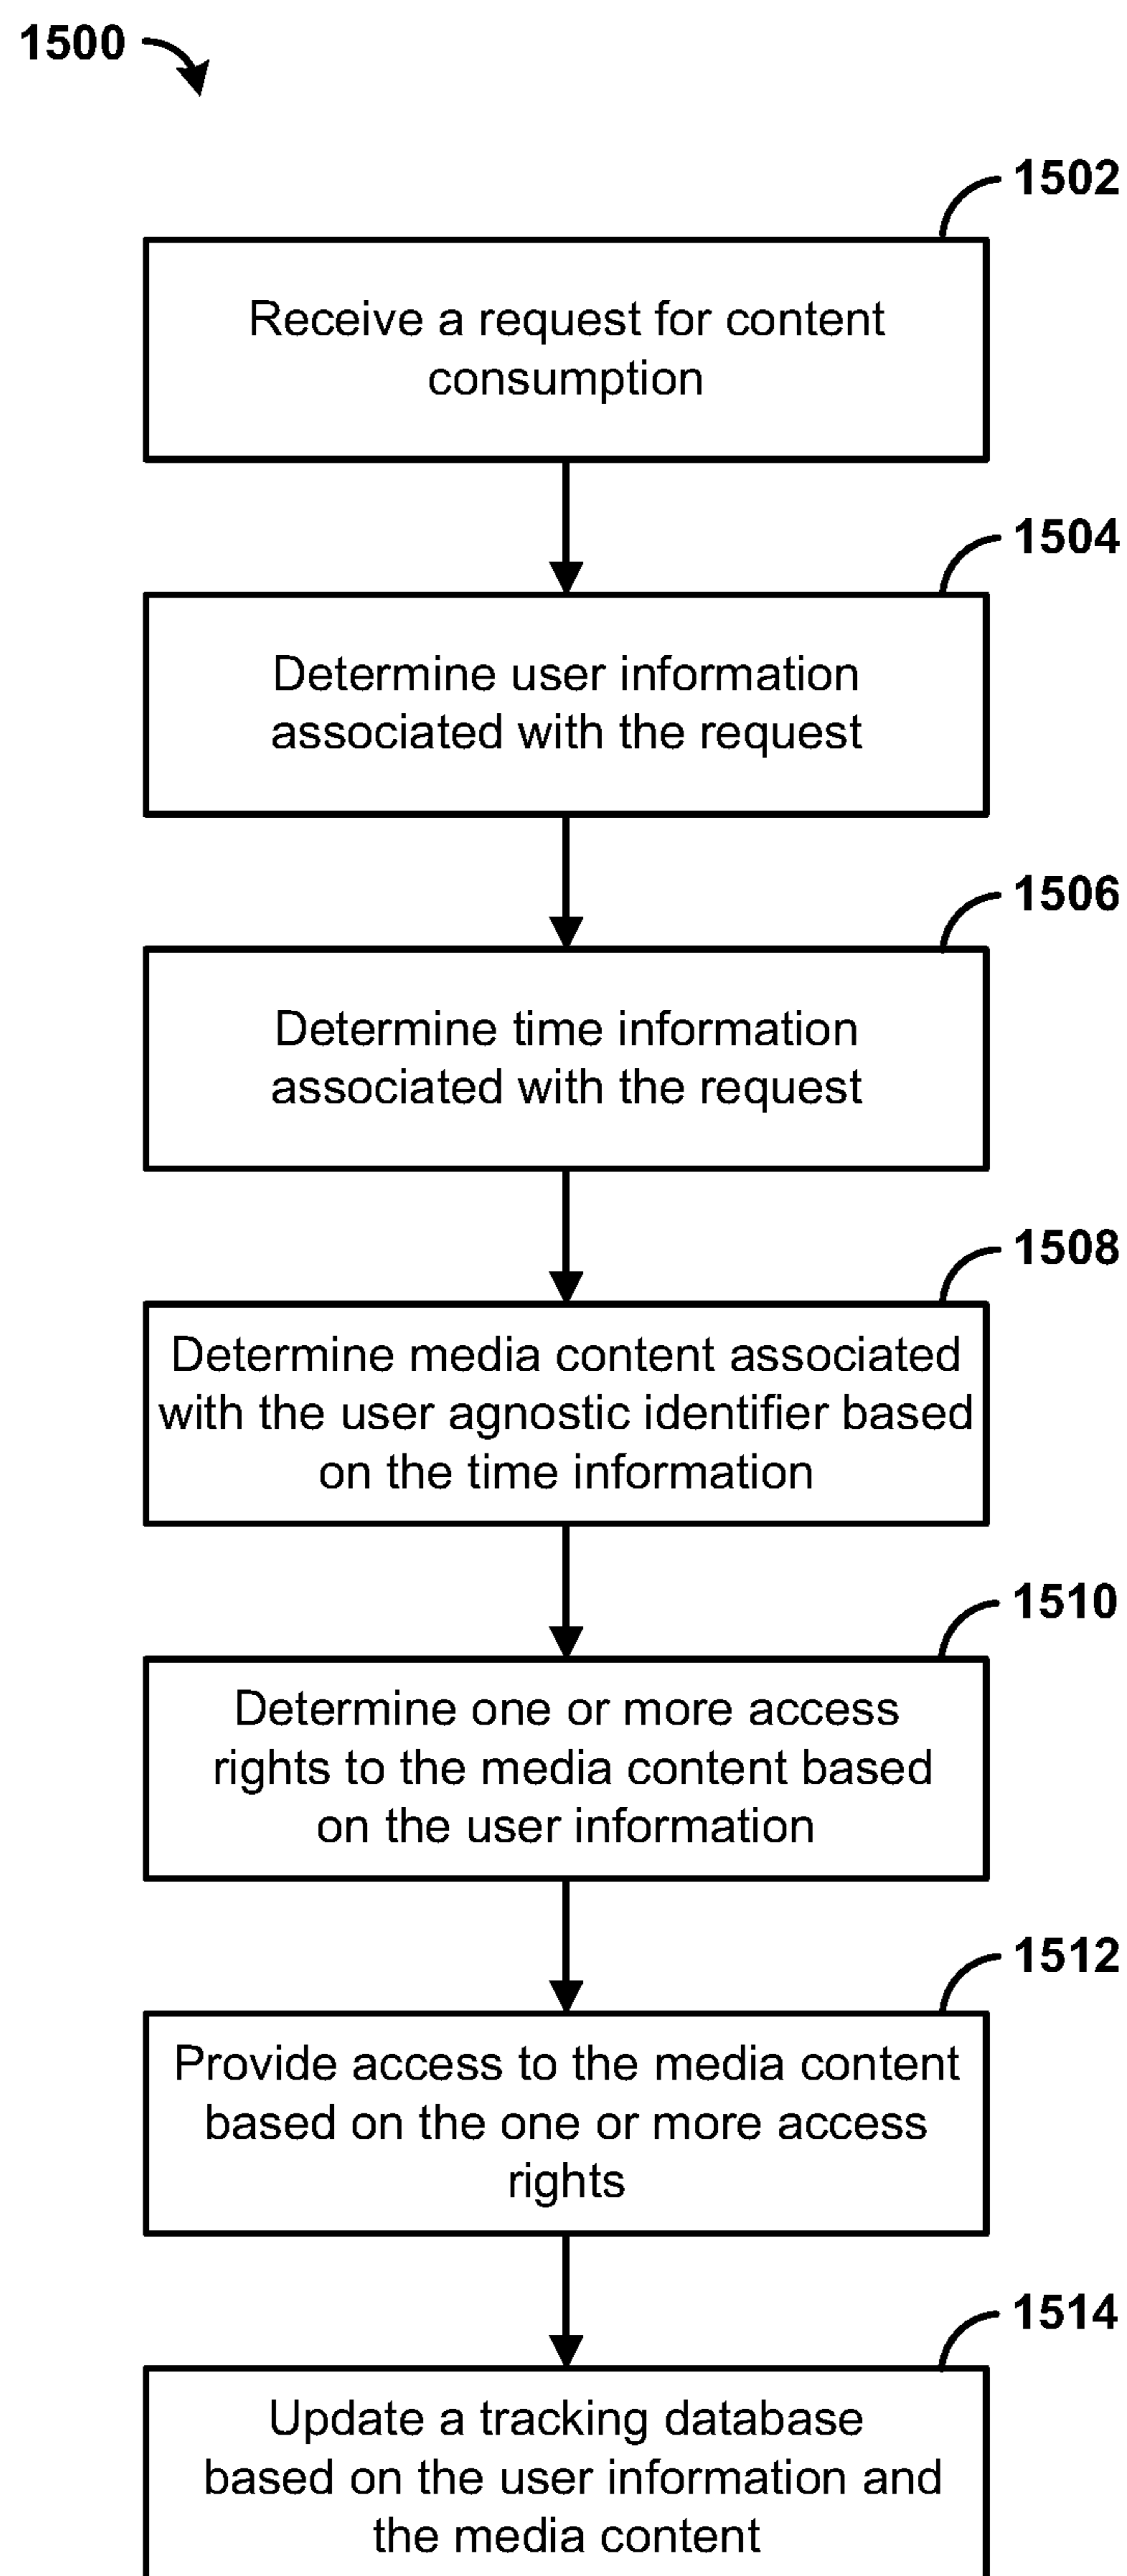 1500
1502
Receive a request for content
consumption
1504
Determine user information
associated with the request
1506
Determine time information
associated with the request
1508
Determine media content associated
with the user agnostic identifier based
on the time information
1510
Determine one or more access
rights to the media content based
on the user information
1512
Provide access to the media content
based on the one or more access
rights
1514
Update a tracking database
based on the user information and
the media content